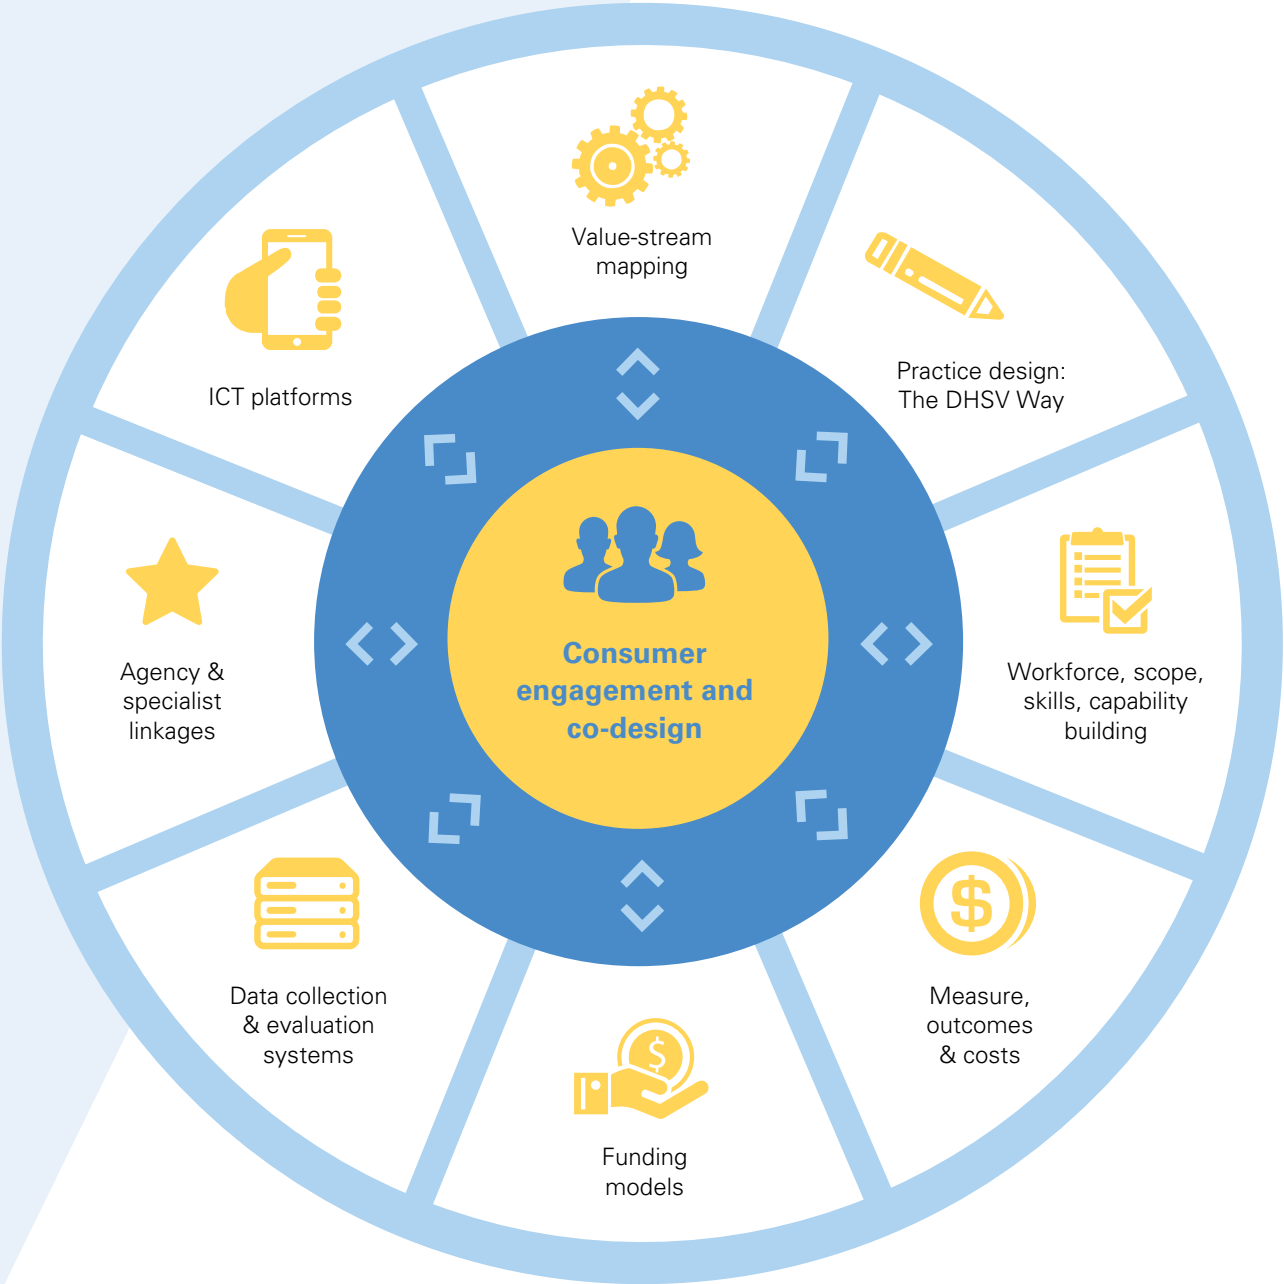 Value-stream
mapping
Practice design:
The DHSV Way
Workforce, scope,
skills, capability
building
Measure,
outcomes
& costs
Funding
models
Data collection
& evaluation
systems
Agency &
specialist
linkages
ICT platforms
Consumer
engagement and
co-design